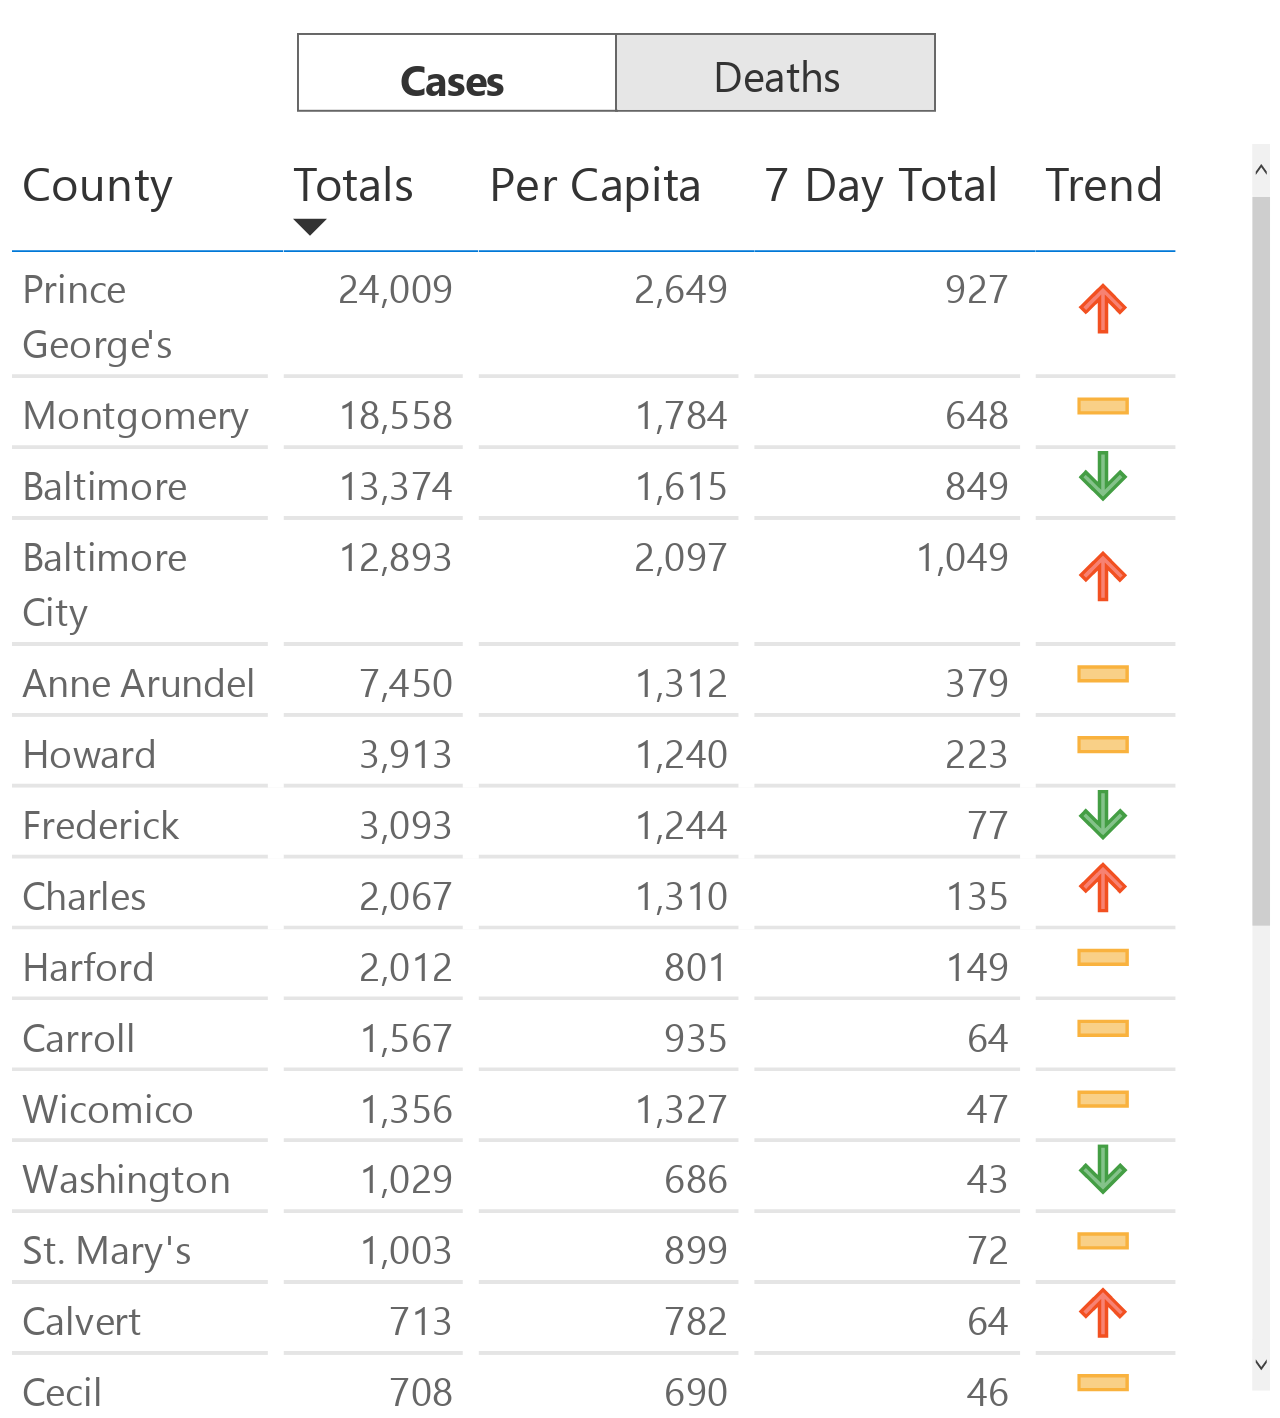 Cases Deaths
County Totals Per Capita 7 Day Total Trend
Prince 24,009 2,649 927
George's
Montgomery 18,558 1,784 648
Baltimore 13,374 1,615 849
Baltimore 12,893 2,097 1,049
City
Anne Arundel 7,450 1,312 379
Howard 3,913 1,240 223
Frederick 3,093 1,244 77
Charles 2,067 1,310 135
Harford 2,012 801 149
Carroll 1,567 935 64
Wicomico 1,356 1,327 47
Washington 1,029 686 43
St. Mary's 1,003 899 72
Calvert 713 782 64
Cecil 708 690 46